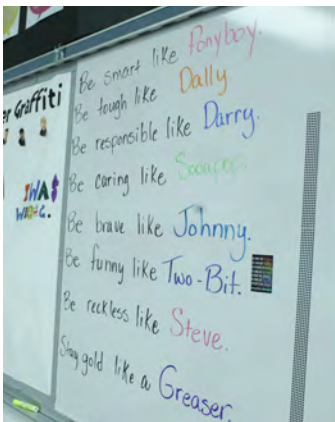 er Graffiti
Be smart like Ponyboy.
Be tough like Dally
Be responsible like Darry.
Be caring like Sodapop.
Be brave like Johnny.
Be funny like Two-Bit.
Be reckless like Steve.
Stay gold like a Greaser.